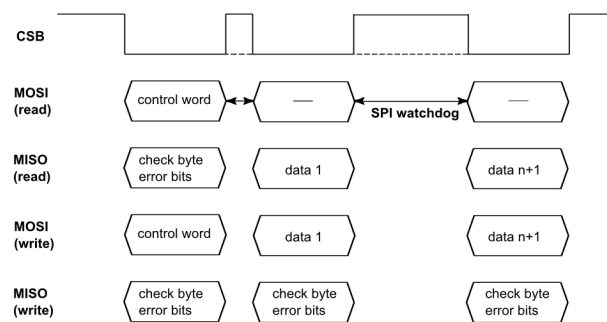 CSB
MOSI
(read)
control word
—
—
SPI watchdog
MISO
(read)
check byte
error bits
data 1
data n+1
MOSI
(write)
control word
data 1
data n+1
MISO
(write)
check byte
error bits
check byte
error bits
check byte
error bits